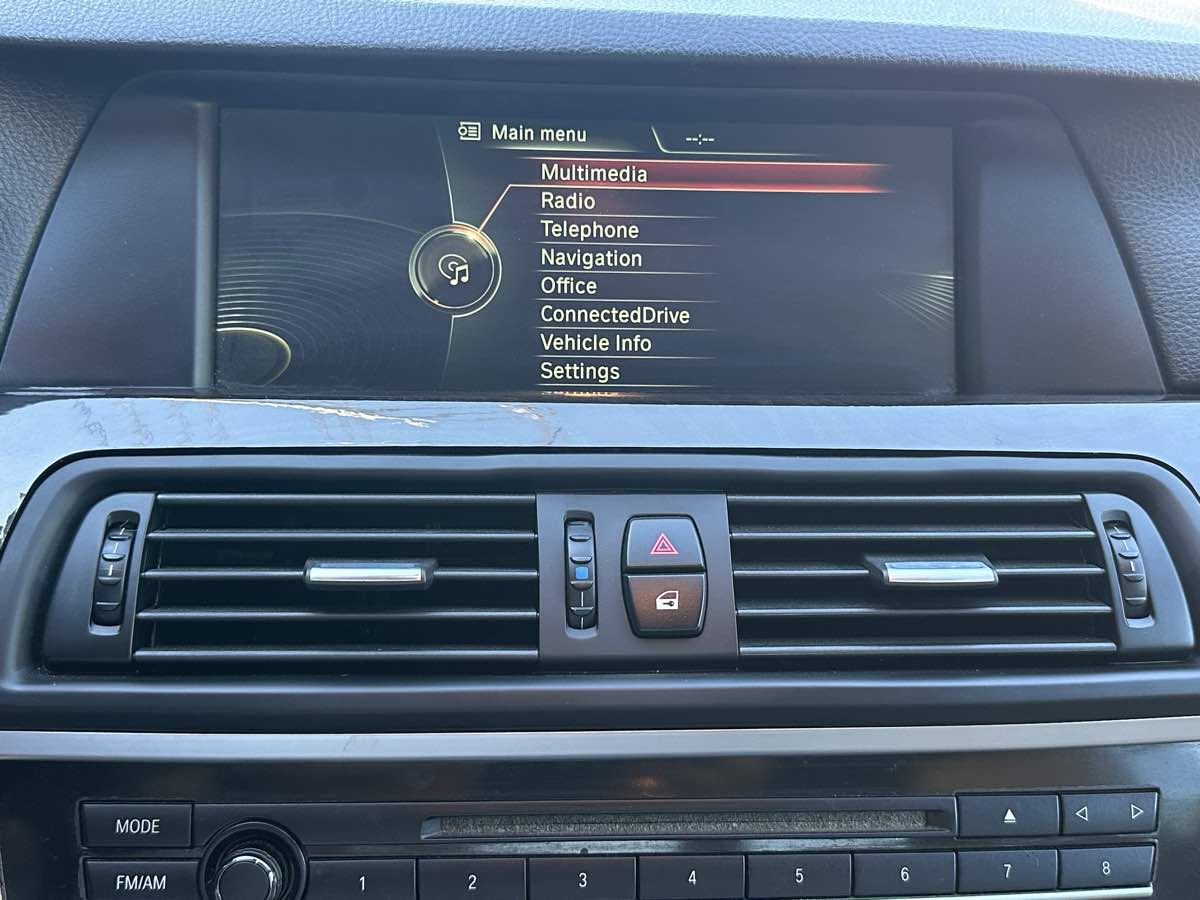 Main menu --:--
Multimedia
Radio
Telephone
Navigation
Office
ConnectedDrive
Vehicle Info
Settings
MODE
FM/AM 1 2 3 4 5 6 7 8